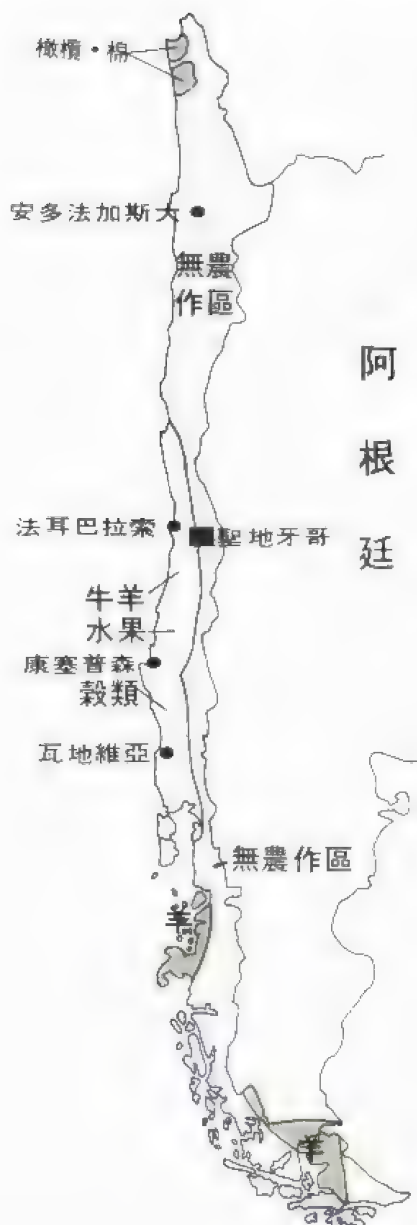 橄欖・棉
安多法加斯大
無農
作區
阿
根
廷
法耳巴拉索
聖地牙哥
牛羊
水果
康塞普森
穀類
瓦地維亞
無農作區
羊
羊